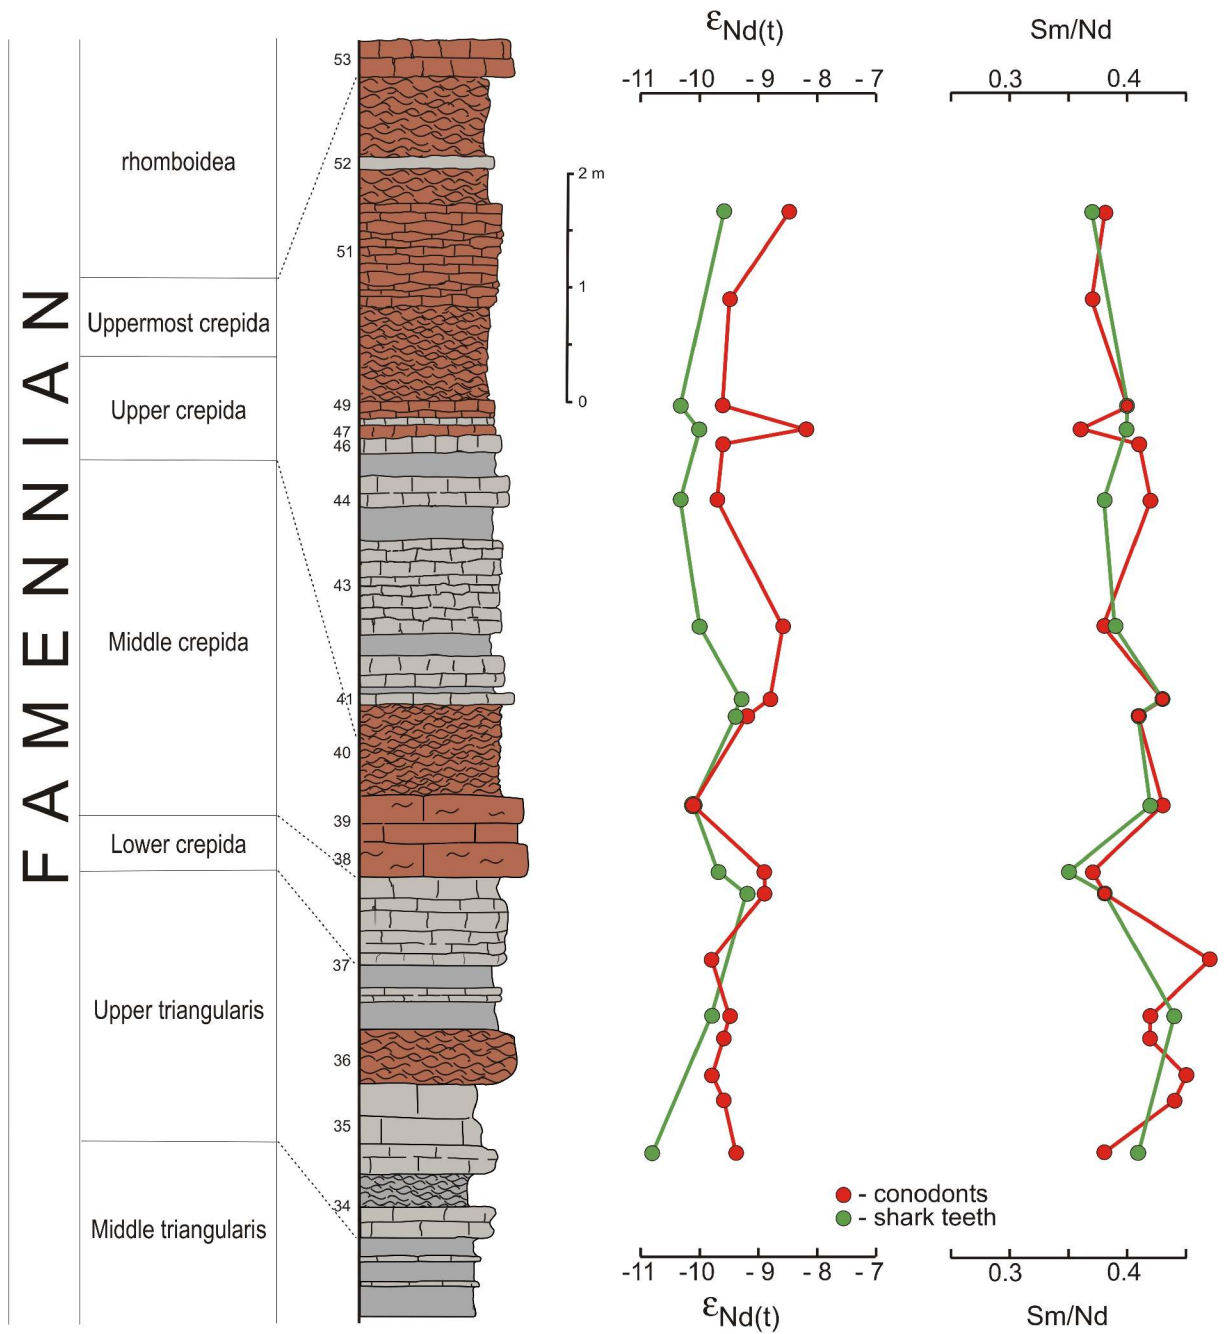 εNd(t)
Sm/Nd
-11 -10 -9 -8 -7
0.3 0.4
FAMENNIAN
rhomboidea
Uppermost crepida
Upper crepida
Middle crepida
Lower crepida
Upper triangularis
Middle triangularis
53
52
51
49
47
46
44
43
41
40
39
38
37
36
35
34
2 m
1
0
- conodonts
- shark teeth
-11 -10 -9 -8 -7
0.3 0.4
εNd(t)
Sm/Nd